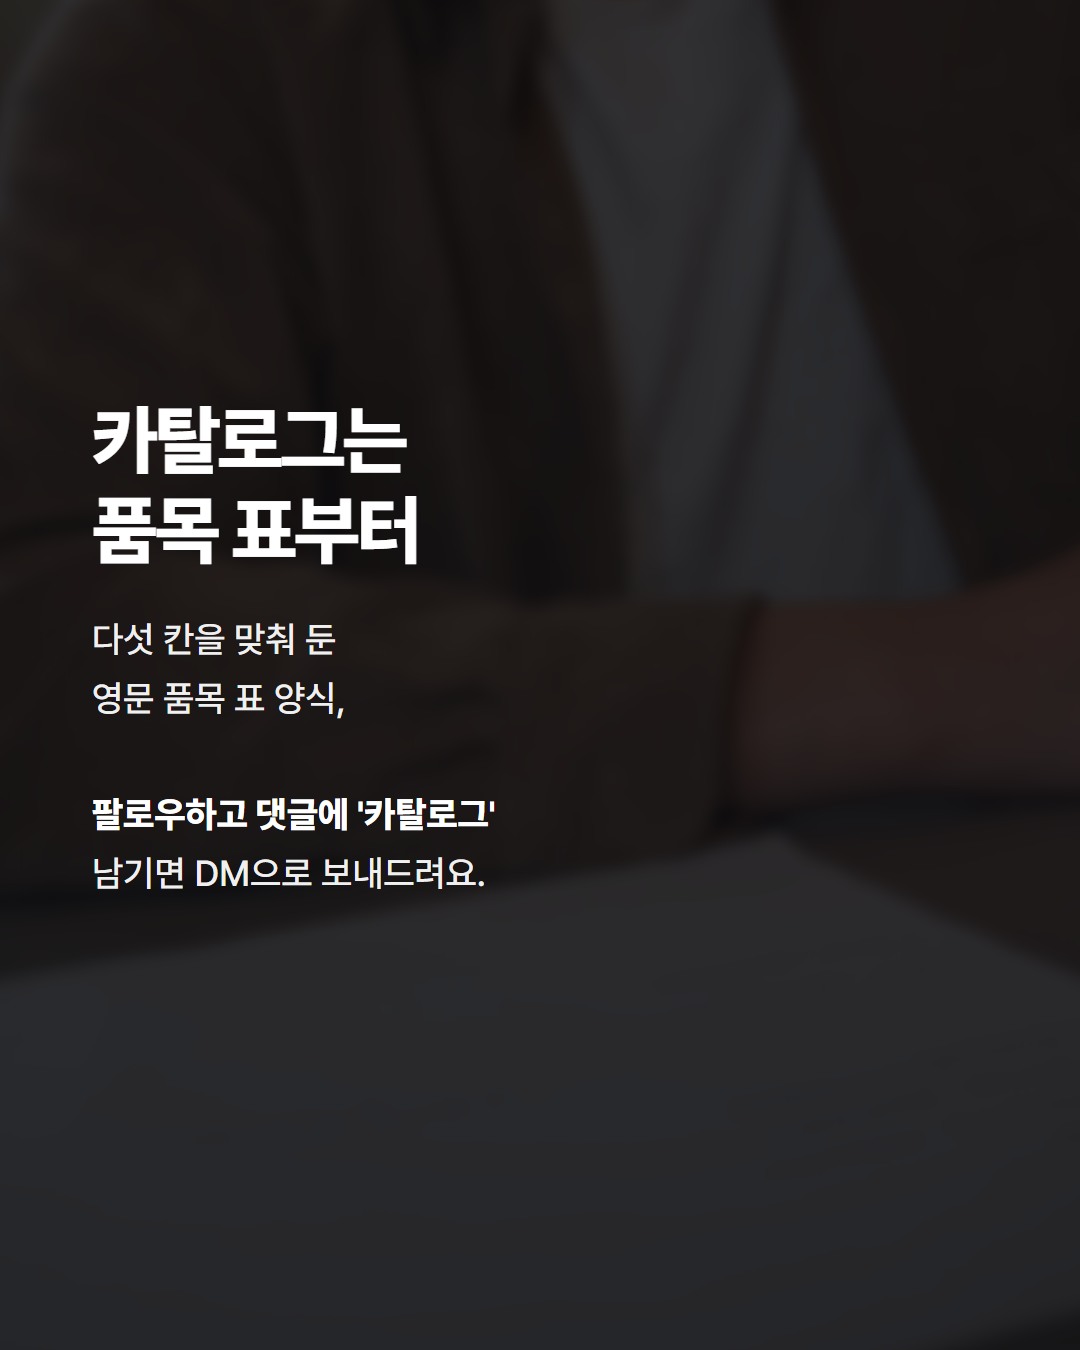 카탈로그는
품목 표부터
다섯 칸을 맞춰 둔
영문 품목 표 양식,
팔로우하고 댓글에 '카탈로그'
남기면 DM으로 보내드려요.